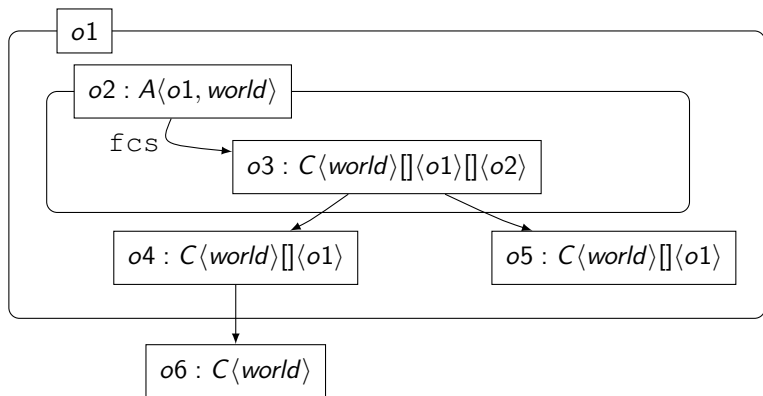 o1
o2 : A⟨o1, world⟩
fcs
o3 : C⟨world⟩[]⟨o1⟩[]⟨o2⟩
o4 : C⟨world⟩[]⟨o1⟩
o5 : C⟨world⟩[]⟨o1⟩
o6 : C⟨world⟩